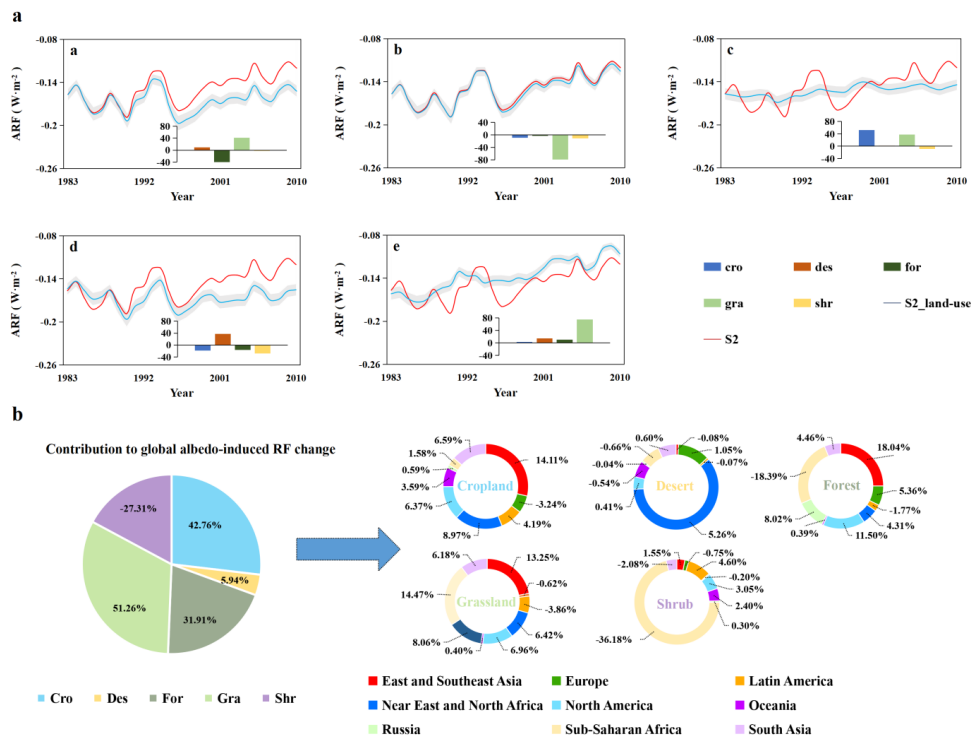 a
a
b
c
ARF ( W·m⁻² )
-0.08
-0.14
-0.2
-0.26
80
40
0
-40
1983
1992
2001
2010
Year
ARF ( W·m⁻² )
-0.08
-0.14
-0.2
-0.26
40
0
-40
-80
1983
1992
2001
2010
Year
ARF ( W·m⁻² )
-0.08
-0.14
-0.2
-0.26
80
40
0
-40
1983
1992
2001
2010
Year
d
e
ARF ( W·m⁻² )
-0.08
-0.14
-0.2
-0.26
80
40
0
-40
1983
1992
2001
2010
Year
ARF ( W·m⁻² )
-0.08
-0.14
-0.2
-0.26
80
40
0
-40
1983
1992
2001
2010
Year
cro
des
for
gra
shr
S2_land-use
S2
b
Contribution to global albedo-induced RF change
-27.31%
42.76%
5.94%
31.91%
51.26%
Cro
Des
For
Gra
Shr
Cropland
6.59%
1.58%
0.59%
3.59%
6.37%
8.97%
4.19%
-3.24%
14.11%
Desert
0.60%
-0.66%
-0.04%
-0.54%
0.41%
5.26%
-0.07%
1.05%
-0.08%
Forest
4.46%
-18.39%
8.02%
0.39%
11.50%
4.31%
-1.77%
5.36%
18.04%
Grassland
6.18%
14.47%
8.06%
0.40%
6.96%
6.42%
-3.86%
-0.62%
13.25%
Shrub
1.55%
-2.08%
-36.18%
0.30%
2.40%
3.05%
-0.20%
4.60%
-0.75%
East and Southeast Asia
Europe
Latin America
Near East and North Africa
North America
Oceania
Russia
Sub-Saharan Africa
South Asia